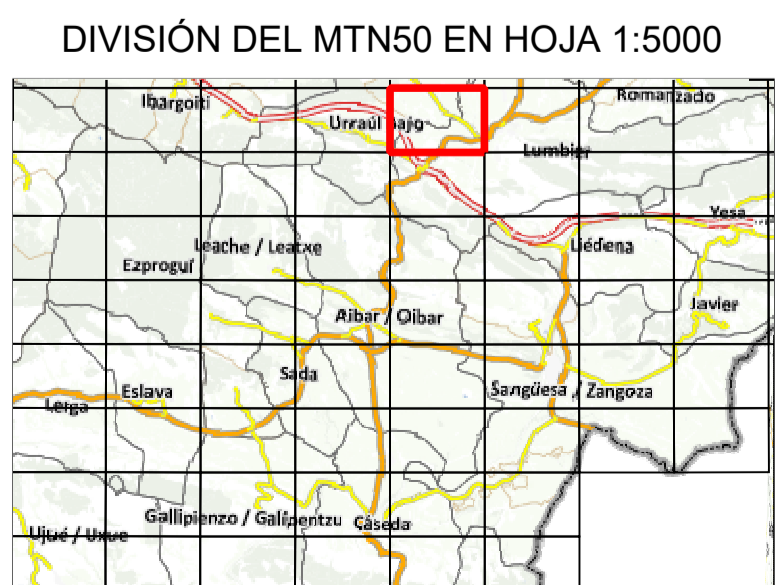 DIVISIÓN DEL MTN50 EN HOJA 1:5000
Ibargoiti
Romanzado
Urraúl Bajo
Lumbier
Yesa
Leache / Leatxe
Liédena
Ezprogui
Javier
Aibar / Oibar
Sada
Eslava
Sangüesa / Zangoza
Lerga
Gallipienzo / Galipentzu
Cáseda
Ujué / Uxue